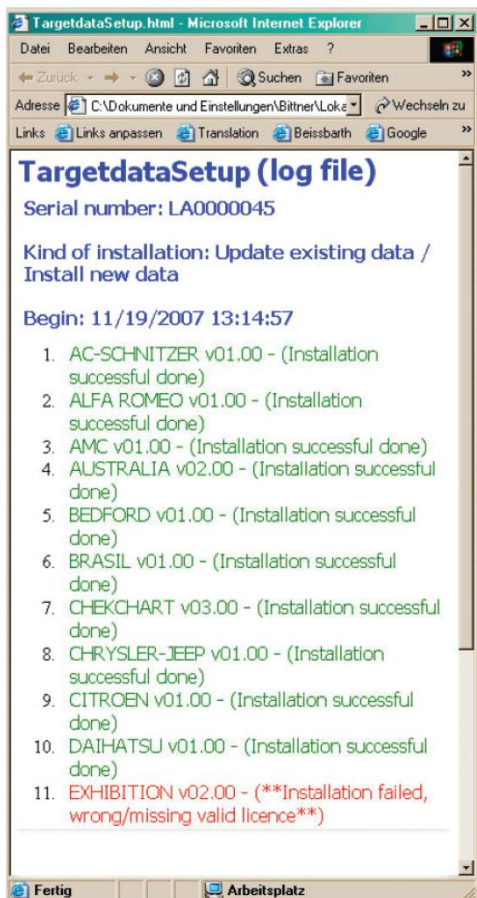 TargetdataSetup.html - Microsoft Internet Explorer
Datei Bearbeiten Ansicht Favoriten Extras ?
Zurück Suchen Favoriten »
Adresse C:\Dokumente und Einstellungen\Bittner\Loka Wechseln zu
Links Links anpassen Translation Beissbarth Google »
TargetdataSetup (log file)
Serial number: LA0000045
Kind of installation: Update existing data /
Install new data
Begin: 11/19/2007 13:14:57
1. AC-SCHNITZER v01.00 - (Installation
successful done)
2. ALFA ROMEO v01.00 - (Installation
successful done)
3. AMC v01.00 - (Installation successful done)
4. AUSTRALIA v02.00 - (Installation successful
done)
5. BEDFORD v01.00 - (Installation successful
done)
6. BRASIL v01.00 - (Installation successful
done)
7. CHEKCHART v03.00 - (Installation successful
done)
8. CHRYSLER-JEEP v01.00 - (Installation
successful done)
9. CITROEN v01.00 - (Installation successful
done)
10. DAIHATSU v01.00 - (Installation successful
done)
11. EXHIBITION v02.00 - (**Installation failed,
wrong/missing valid licence**)
Fertig Arbeitsplatz